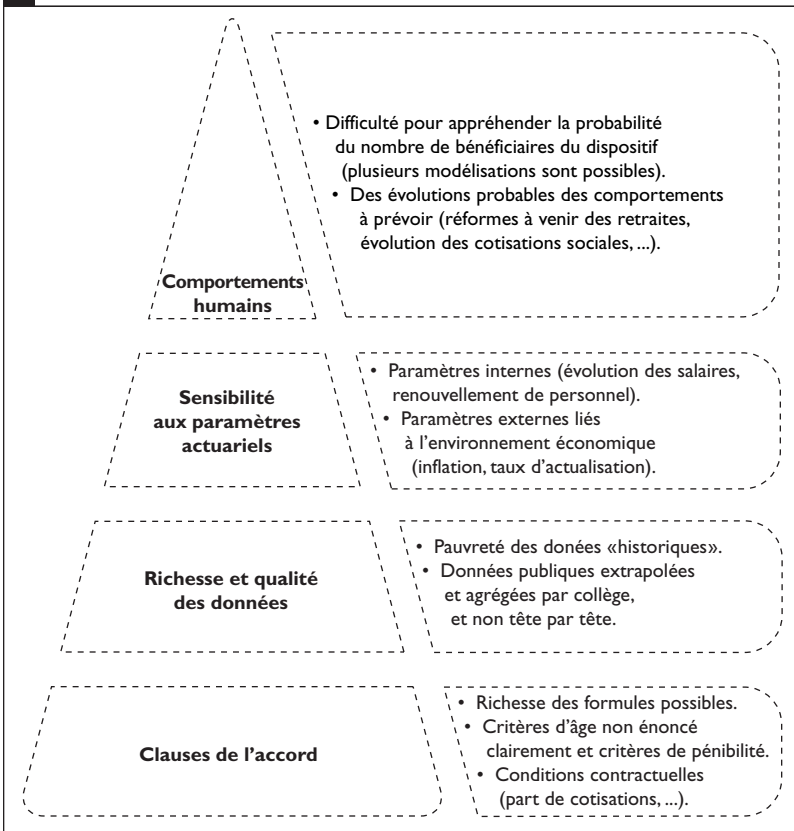 • Difficulté pour appréhender la probabilité
du nombre de bénéficiaires du dispositif
(plusieurs modélisations sont possibles).
• Des évolutions probables des comportements
à prévoir (réformes à venir des retraites,
évolution des cotisations sociales, ...).
Comportements
humains
Sensibilité
aux paramètres
actuariels
• Paramètres internes (évolution des salaires,
renouvellement de personnel).
• Paramètres externes liés
à l’environnement économique
(inflation, taux d’actualisation).
Richesse et qualité
des données
• Pauvreté des donées «historiques».
• Données publiques extrapolées
et agrégées par collège,
et non tête par tête.
Clauses de l’accord
• Richesse des formules possibles.
• Critères d’âge non énoncé
clairement et critères de pénibilité.
• Conditions contractuelles
(part de cotisations, ...).